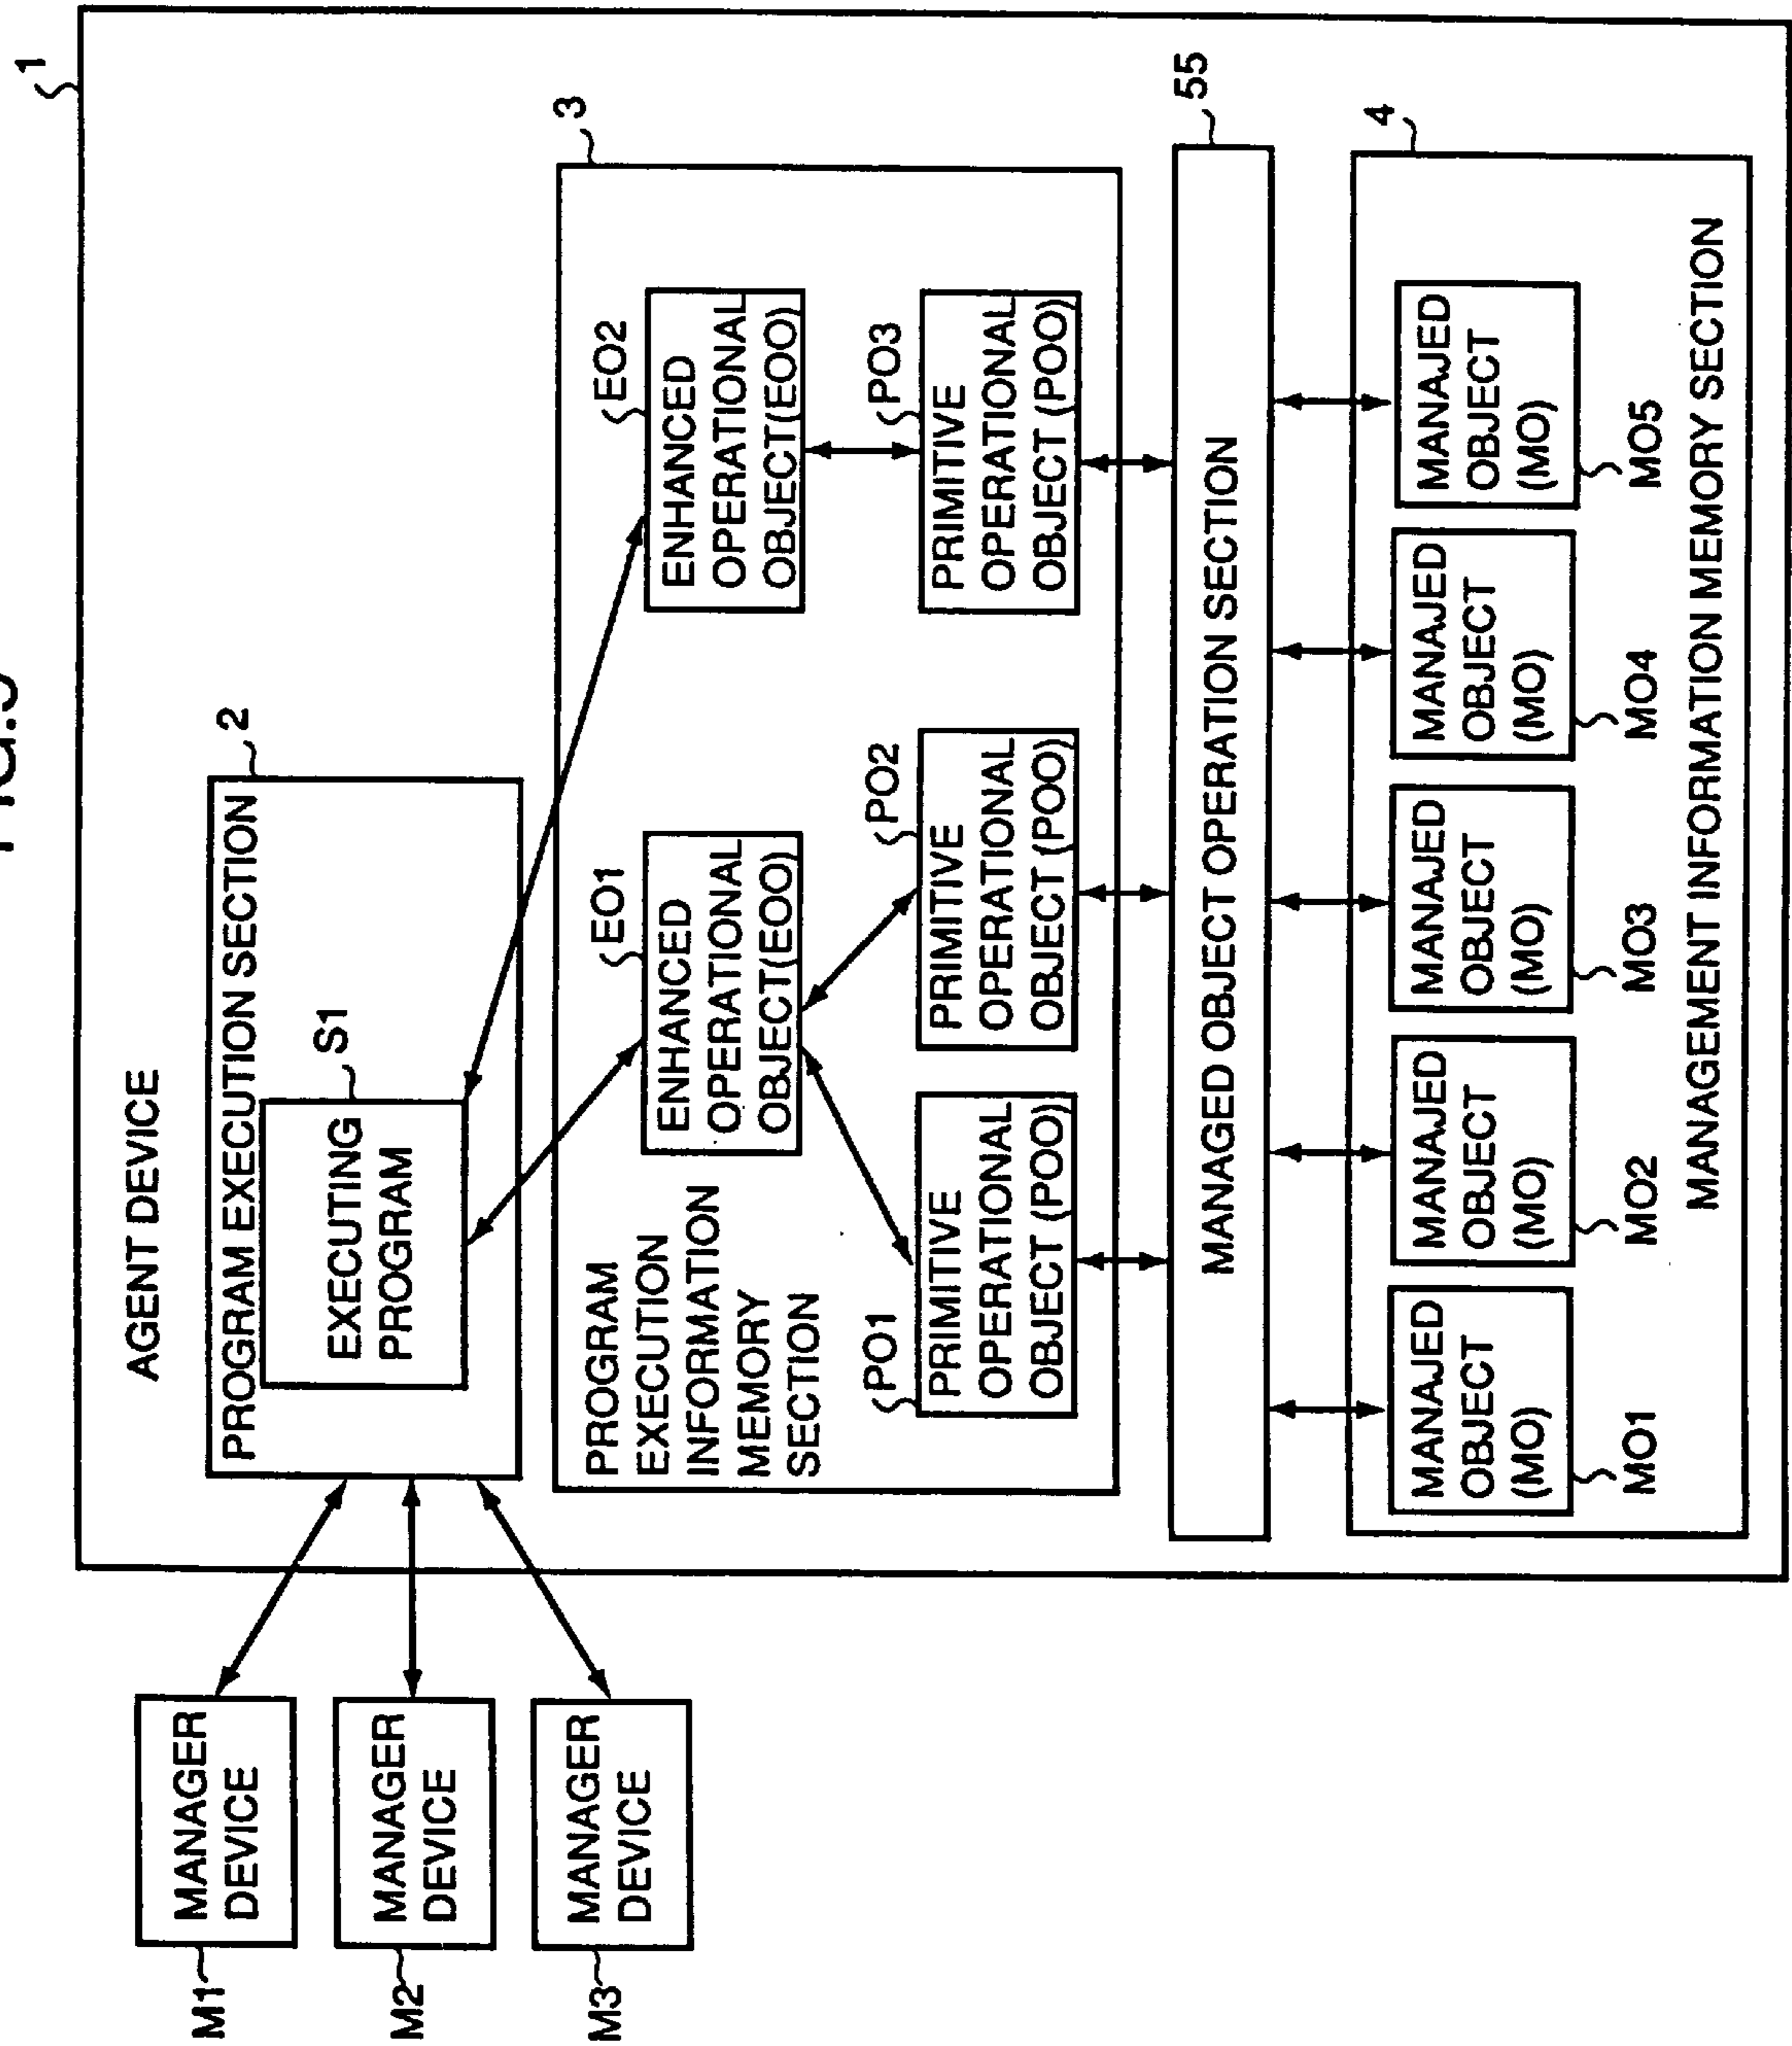 1
AGENT DEVICE
2
PROGRAM EXECUTION SECTION
S1
EXECUTING
PROGRAM
M1
MANAGER
DEVICE
M2
MANAGER
DEVICE
M3
MANAGER
DEVICE
3
PROGRAM
EXECUTION
INFORMATION
MEMORY
SECTION
EO1
ENHANCED
OPERATIONAL
OBJECT(EOO)
EO2
ENHANCED
OPERATIONAL
OBJECT(EOO)
PO1
PRIMITIVE
OPERATIONAL
OBJECT (POO)
PO2
PRIMITIVE
OPERATIONAL
OBJECT (POO)
PO3
PRIMITIVE
OPERATIONAL
OBJECT (POO)
55
MANAGED OBJECT OPERATION SECTION
4
MANAJED
OBJECT
(MO)
MO1
MANAJED
OBJECT
(MO)
MO2
MANAJED
OBJECT
(MO)
MO3
MANAJED
OBJECT
(MO)
MO4
MANAJED
OBJECT
(MO)
MO5
MANAGEMENT INFORMATION MEMORY SECTION